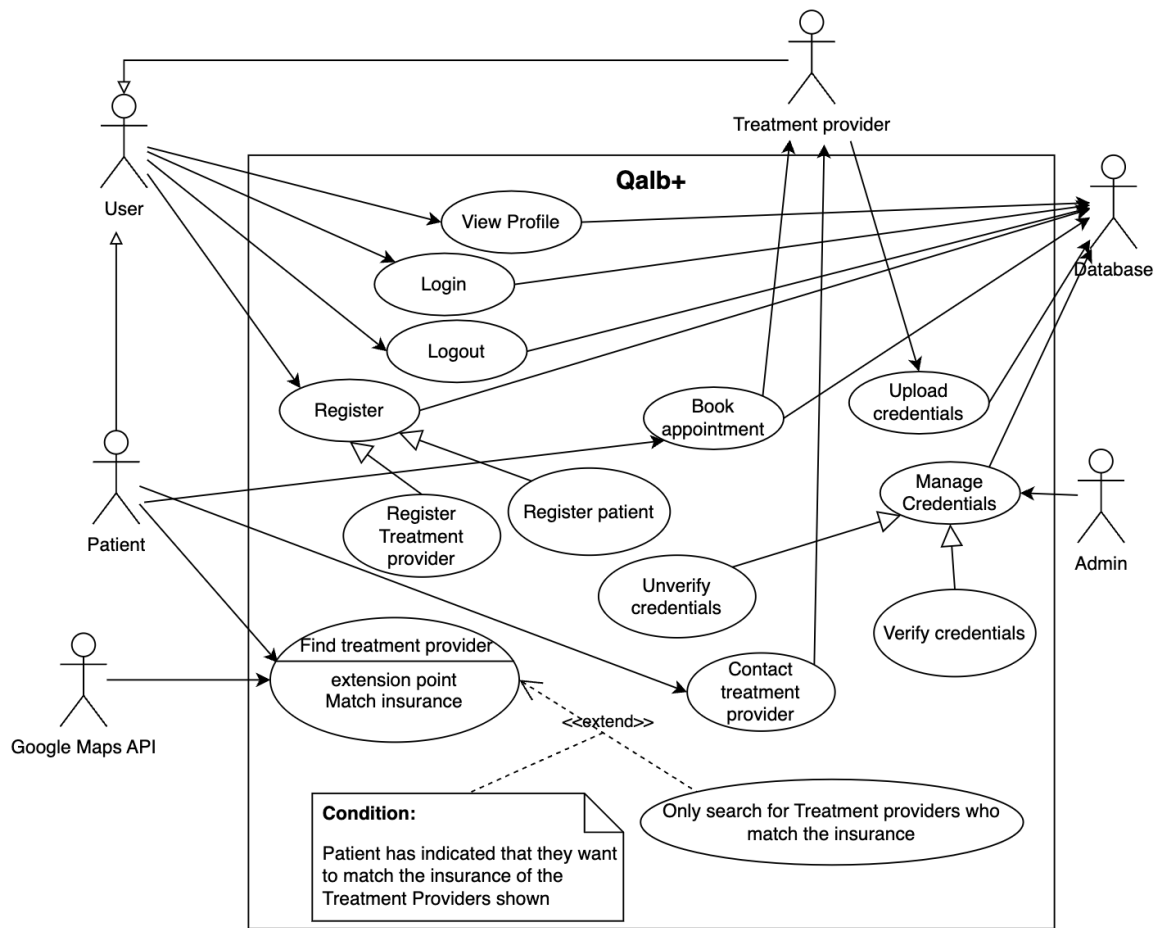 Treatment provider
Qalb+
User
View Profile
Database
Login
Logout
Register
Book
appointment
Upload
credentials
Manage
Credentials
Register
Treatment
provider
Register patient
Patient
Admin
Unverify
credentials
Verify credentials
Find treatment provider
extension point
Match insurance
Contact
treatment
provider
Google Maps API
<<extend>>
Condition:
Patient has indicated that they want
to match the insurance of the
Treatment Providers shown
Only search for Treatment providers who
match the insurance